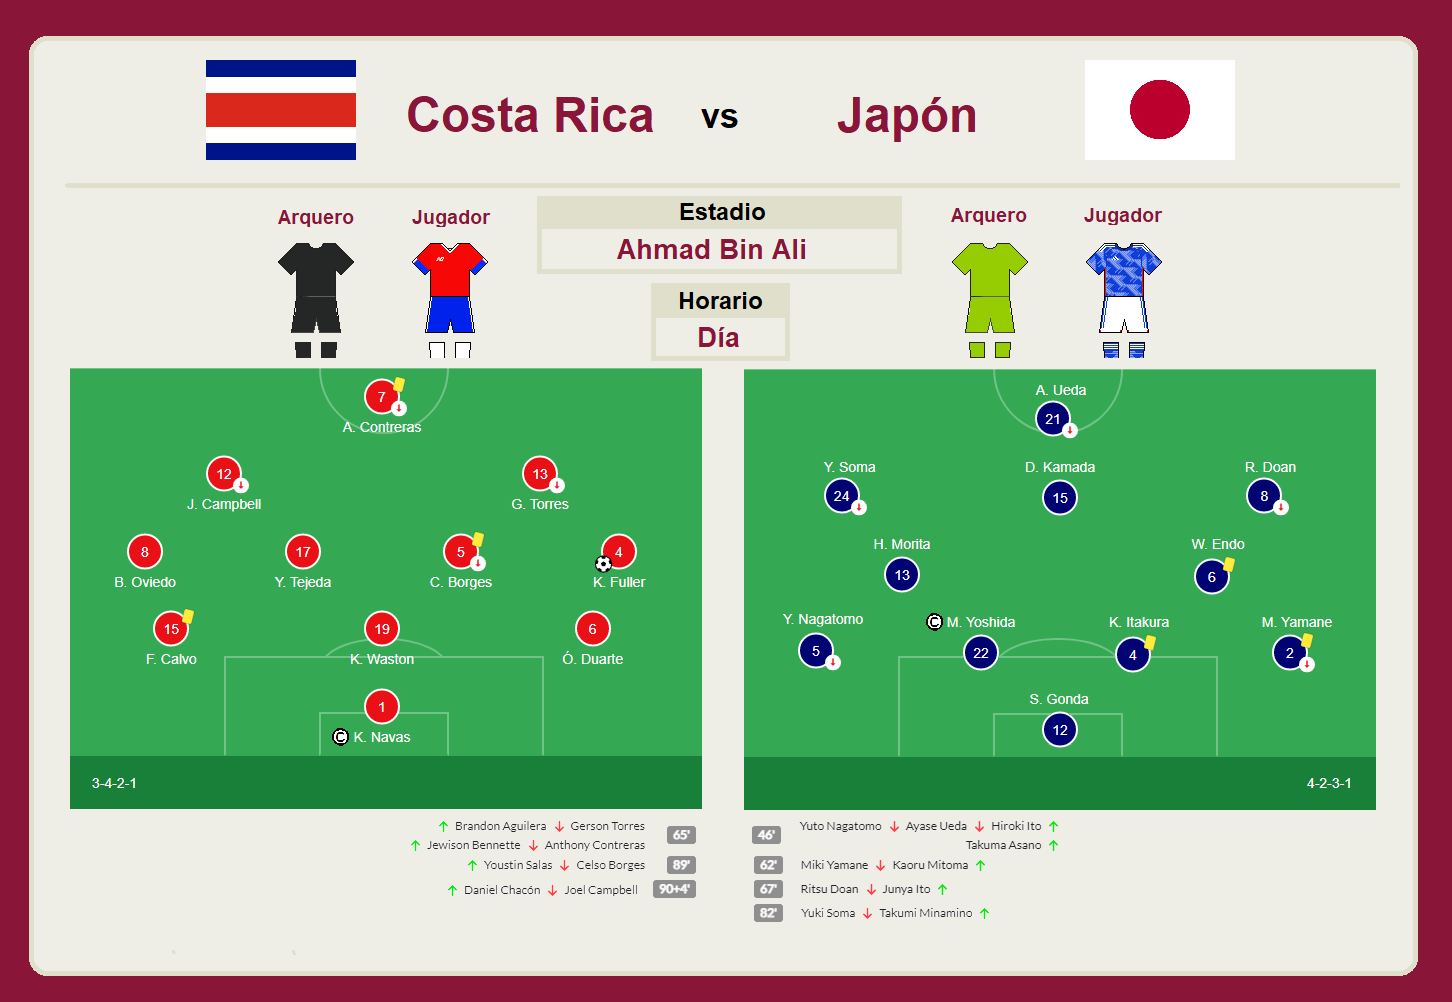 Costa Rica vs Japón
Arquero Jugador
Estadio
Ahmad Bin Ali
Horario
Día
Arquero Jugador
7
A. Contreras
12 13
J. Campbell G. Torres
8 17 5 4
B. Oviedo Y. Tejeda C. Borges K. Fuller
15 19 6
F. Calvo K. Waston Ó. Duarte
1
C K. Navas
3-4-2-1
A. Ueda
21
Y. Soma D. Kamada R. Doan
24 15 8
H. Morita W. Endo
13 6
Y. Nagatomo C M. Yoshida K. Itakura M. Yamane
5 22 4 2
S. Gonda
12
4-2-3-1
Brandon Aguilera Gerson Torres 65'
Jewison Bennette Anthony Contreras
Youstin Salas Celso Borges 89'
Daniel Chacón Joel Campbell 90+4'
46' Yuto Nagatomo Ayase Ueda Hiroki Ito
Takuma Asano
62' Miki Yamane Kaoru Mitoma
67' Ritsu Doan Junya Ito
82' Yuki Soma Takumi Minamino